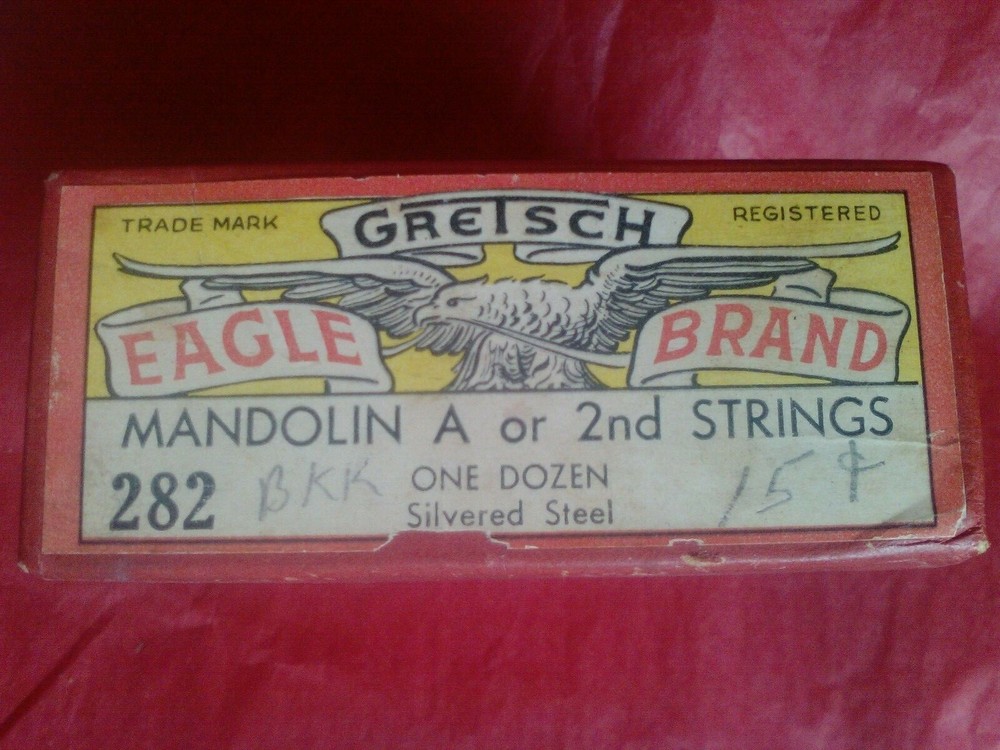 TRADE MARK GRETSCH REGISTERED
EAGLE BRAND
MANDOLIN A or 2nd STRINGS
282 BKK ONE DOZEN 15¢
Silvered Steel